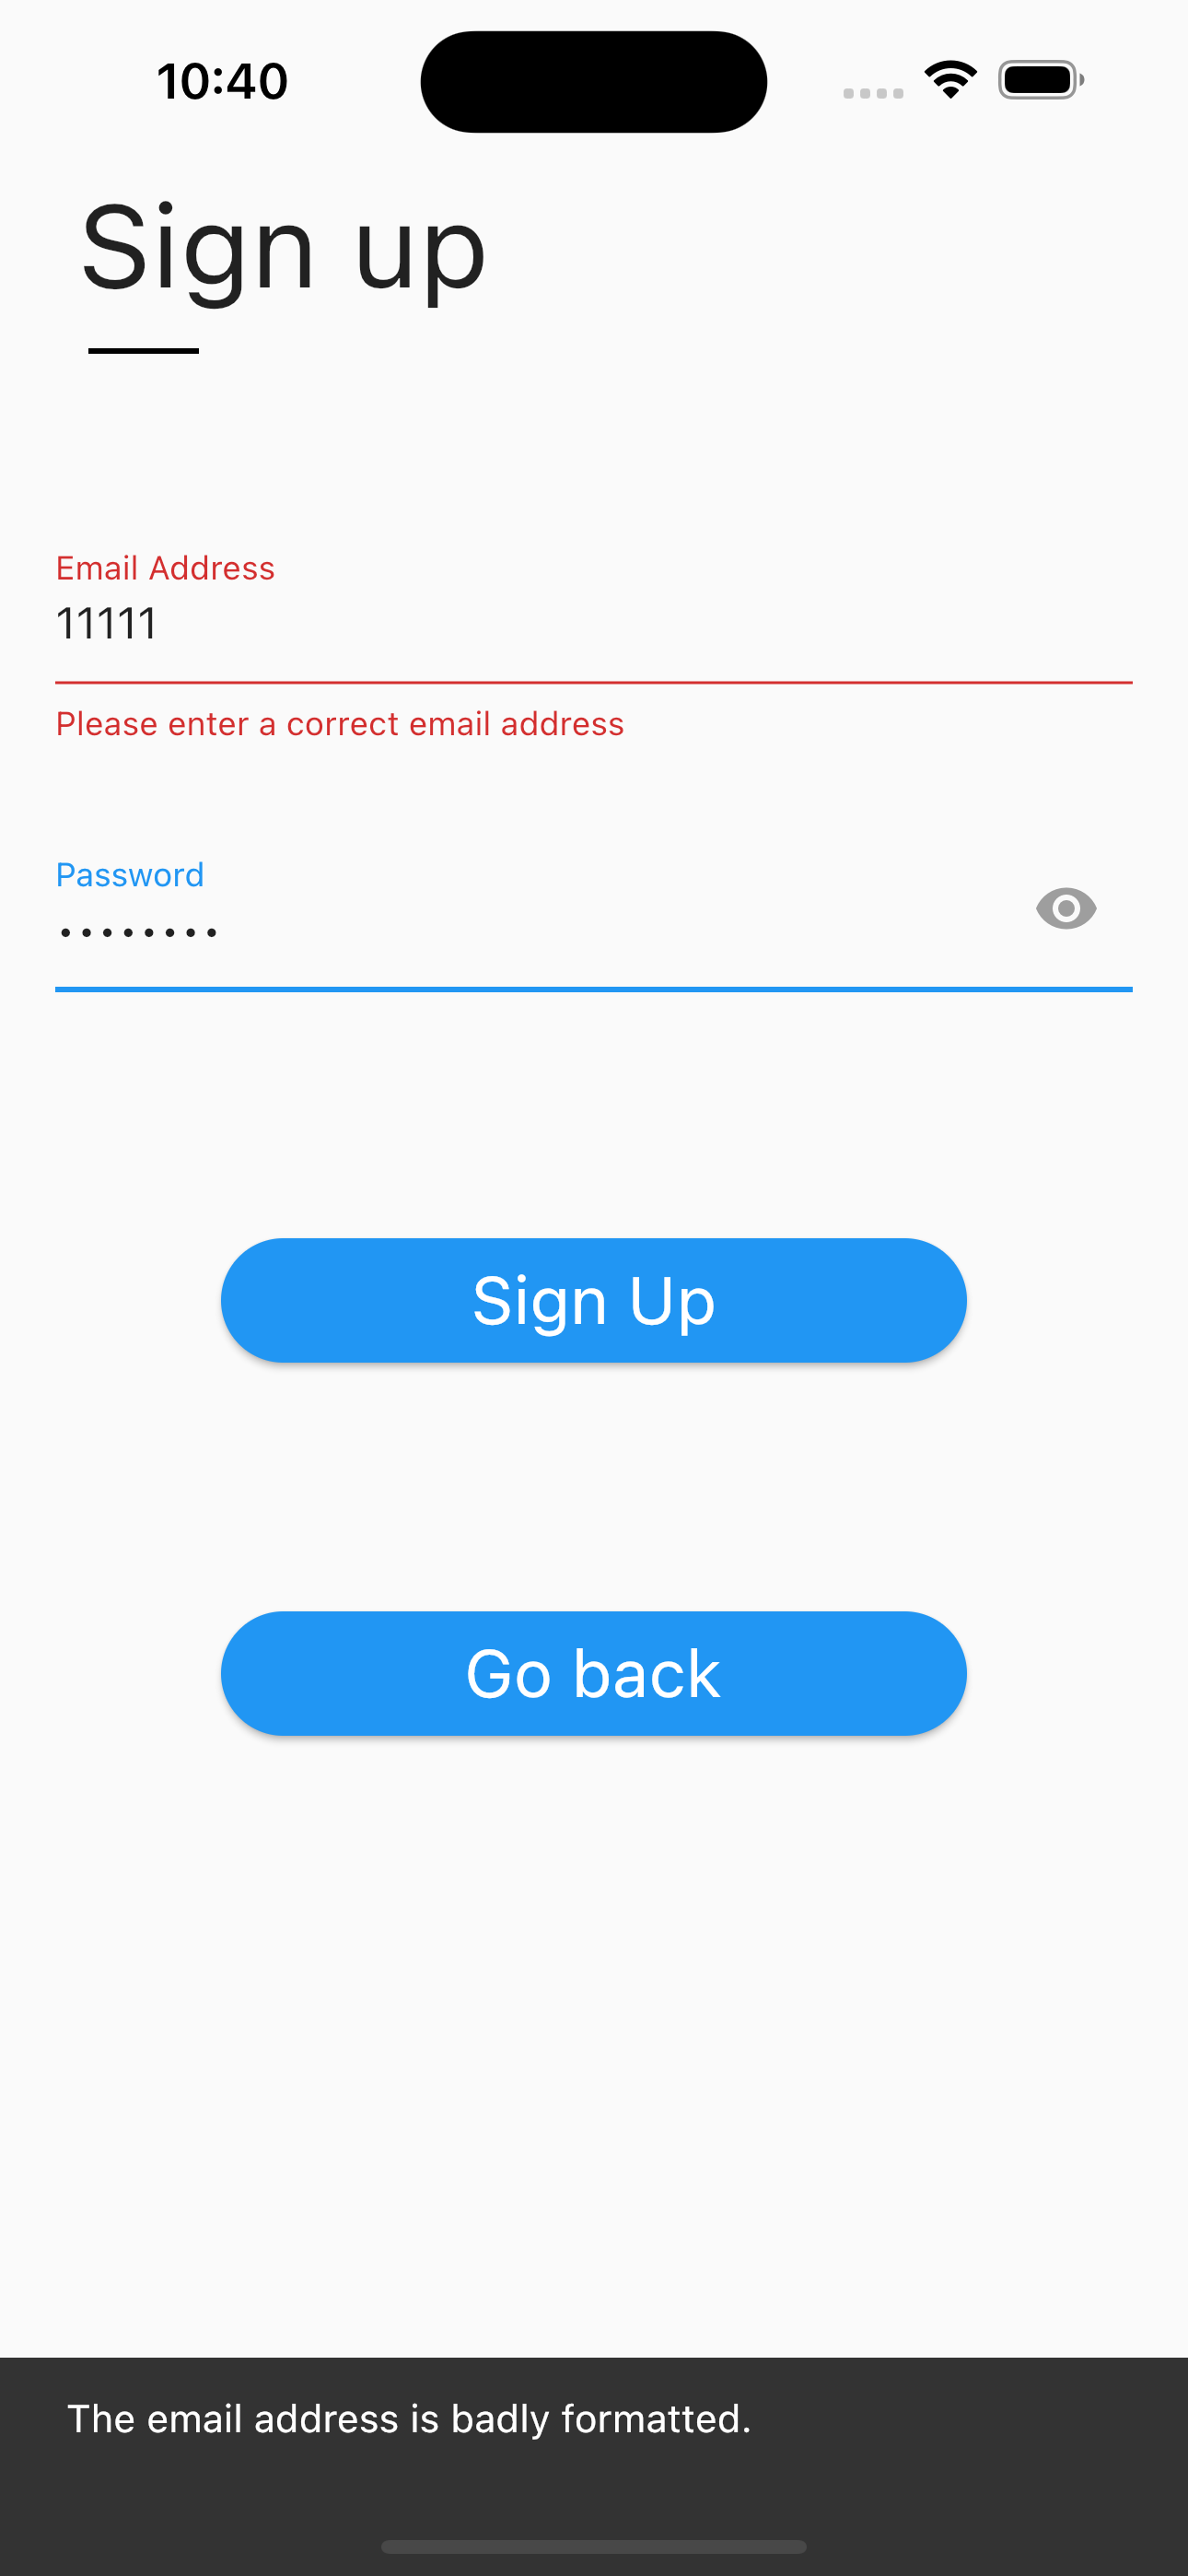 10:40
Sign up
Email Address
11111
Please enter a correct email address
Password
••••••••
Sign Up
Go back
The email address is badly formatted.